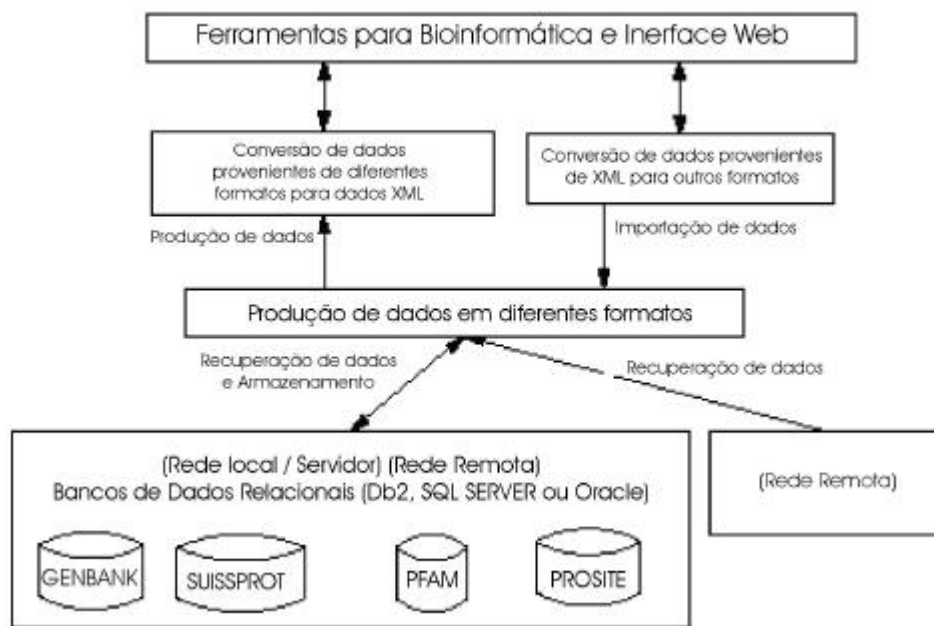 Ferramentas para Bioinformática e Inerface Web
Conversão de dados
provenientes de diferentes
formatos para dados XML
Conversão de dados provenientes
de XML para outros formatos
Produção de dados
Importação de dados
Produção de dados em diferentes formatos
Recuperação de dados
e Armazenamento
Recuperação de dados
(Rede local / Servidor) (Rede Remota)
Bancos de Dados Relacionais (Db2, SQL SERVER ou Oracle)
(Rede Remota)
GENBANK
SUISSPROT
PFAM
PROSITE